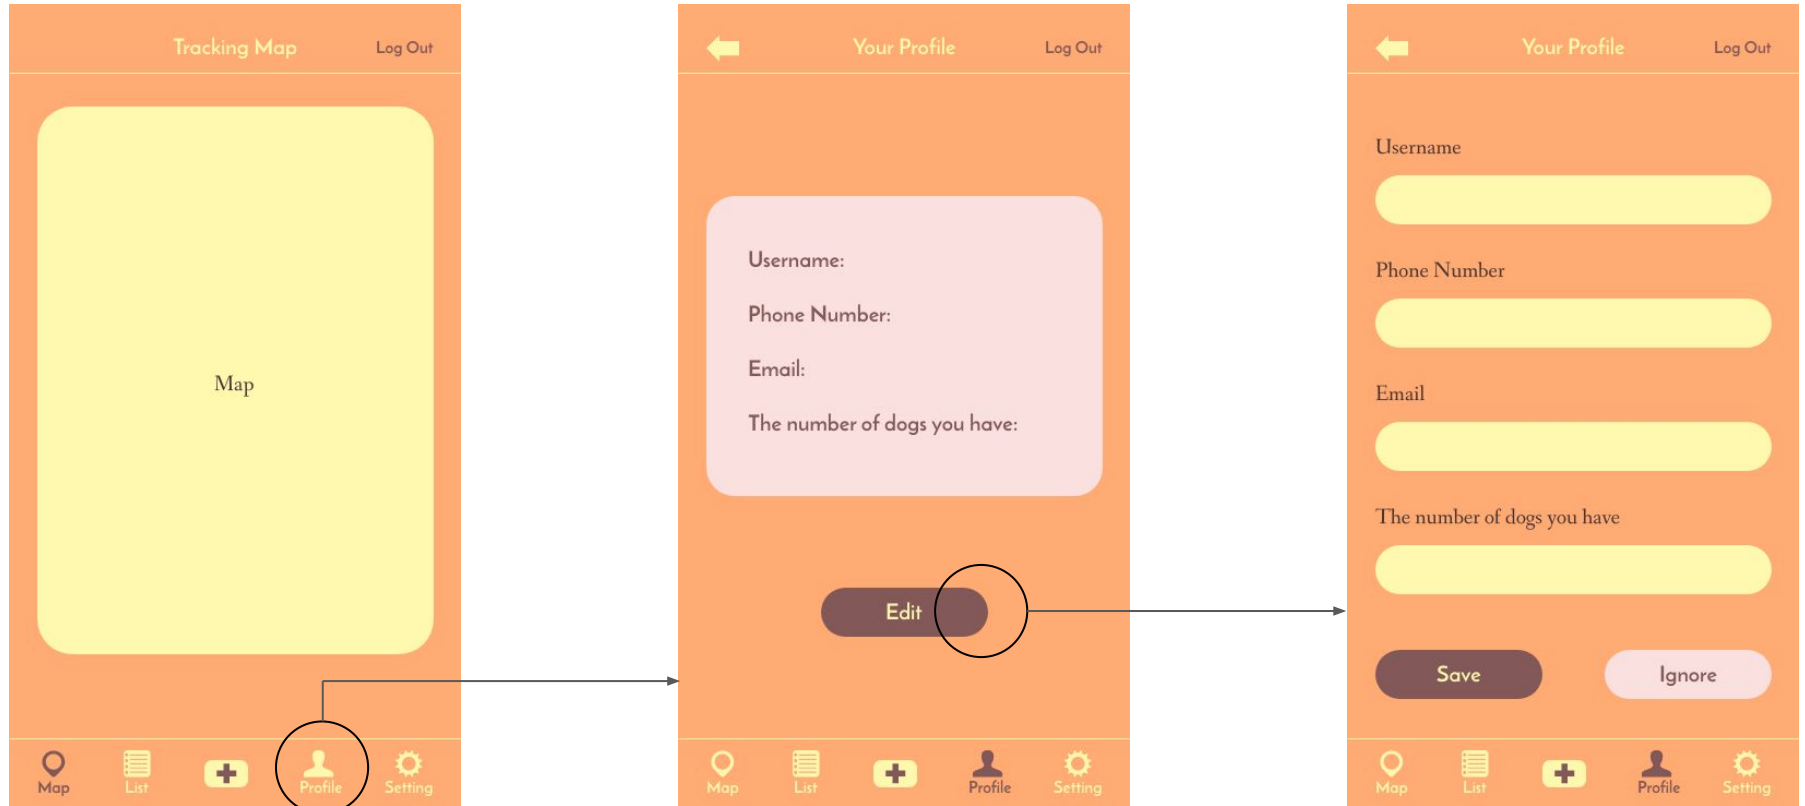 Tracking Map
Log Out
Map
Map
List
Profile
Setting
Your Profile
Log Out
Username:
Phone Number:
Email:
The number of dogs you have:
Edit
Map
List
Profile
Setting
Your Profile
Log Out
Username
Phone Number
Email
The number of dogs you have
Save
Ignore
Map
List
Profile
Setting